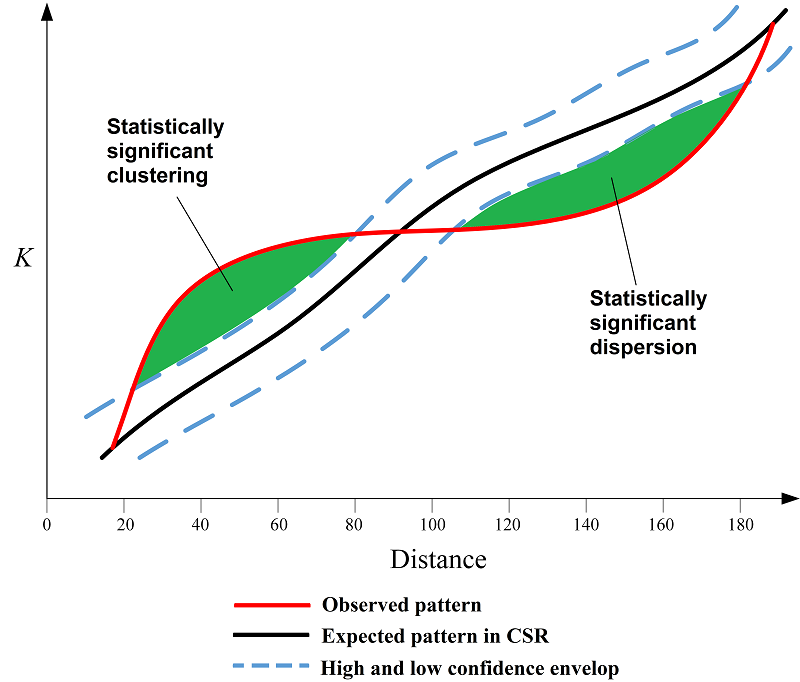 Statistically
significant
clustering
K
Statistically
significant
dispersion
0 20 40 60 80 100 120 140 160 180
Distance
Observed pattern
Expected pattern in CSR
High and low confidence envelop